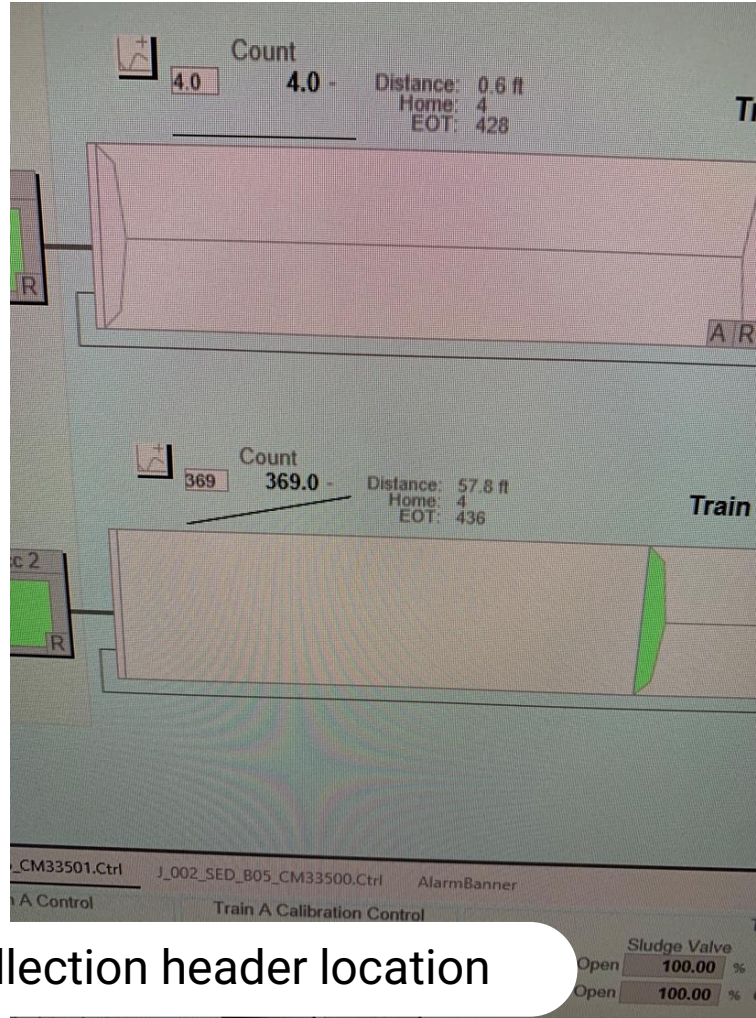 Count
4.0 4.0 -
Distance: 0.6 ft
Home: 4
EOT: 428
R
A R
Count
369 369.0 -
Distance: 57.8 ft
Home: 4
EOT: 436
Train
c 2
R
_CM33501.Ctrl J_002_SED_B05_CM33500.Ctrl AlarmBanner
A Control Train A Calibration Control
Sludge Valve
Open 100.00 %
Open 100.00 %
llection header location